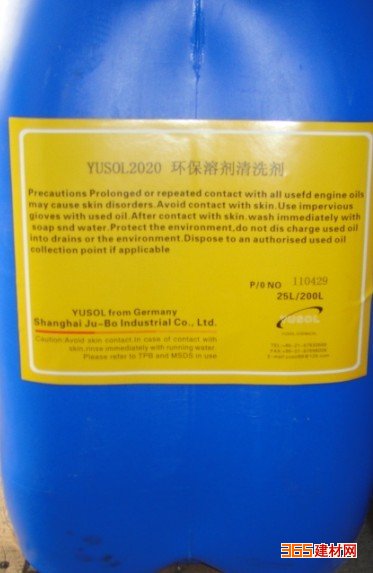 YUSOL2020 环保溶剂清洗剂
Precautions Prolonged or repeated contact with all usefd engine oils
may cause skin disorders.Avoid contact with skin.Use impervious
gloves with used oil.After contact with skin.wash immediately with
soap snd water.Protect the environment,do not dis charge used oil
into drains or the environment.Dispose to an authorised used oil
collection point if applicable
P/0 NO 110429
25L/200L
YUSOL from Germany
Shanghai Ju-Bo Industrial Co., Ltd.
YUSOL
Caution:Avoid skin contact.In case of contact with
skin,rinse immediately with running water.
Please refer to TPB and MSDS in use
365建材网